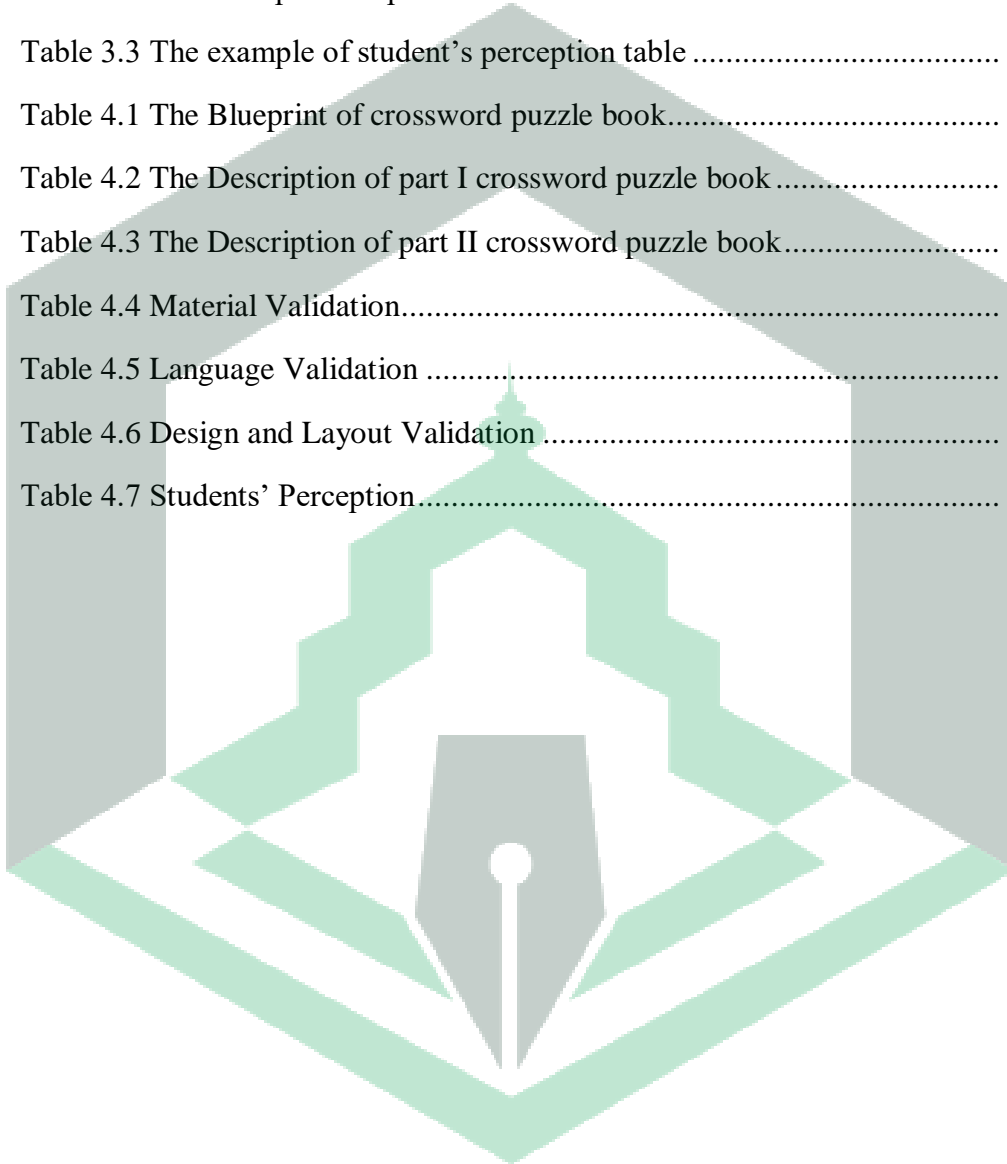 Table 3.3 The example of student's perception table ..................................
Table 4.1 The Blueprint of crossword puzzle book.....................................
Table 4.2 The Description of part I crossword puzzle book .........................
Table 4.3 The Description of part II crossword puzzle book........................
Table 4.4 Material Validation.................................................................
Table 4.5 Language Validation ...............................................................
Table 4.6 Design and Layout Validation ..................................................
Table 4.7 Students' Perception................................................................